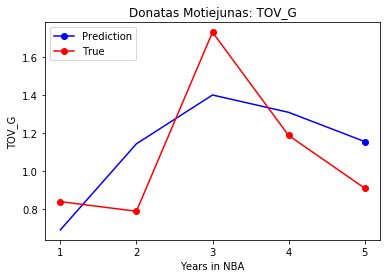 Donatas Motiejunas: TOV_G
Prediction
True
TOV_G
1.6
1.4
1.2
1.0
0.8
1 2 3 4 5
Years in NBA